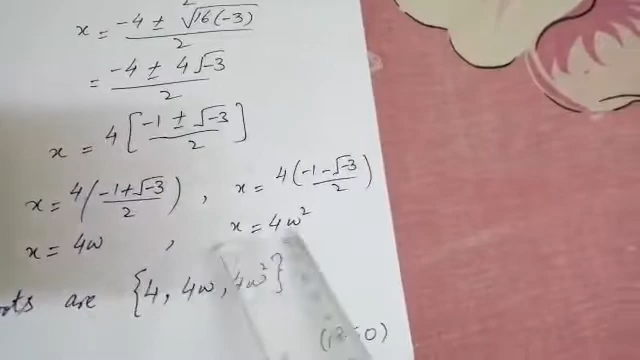 x = (-4 ± √16(-3))/2
= (-4 ± 4√-3)/2
x = 4[(-1 ± √-3)/2]
x = 4((-1+√-3)/2) , x = 4((-1-√-3)/2)
x = 4ω , x = 4ω²
are {4, 4ω, 4ω²}